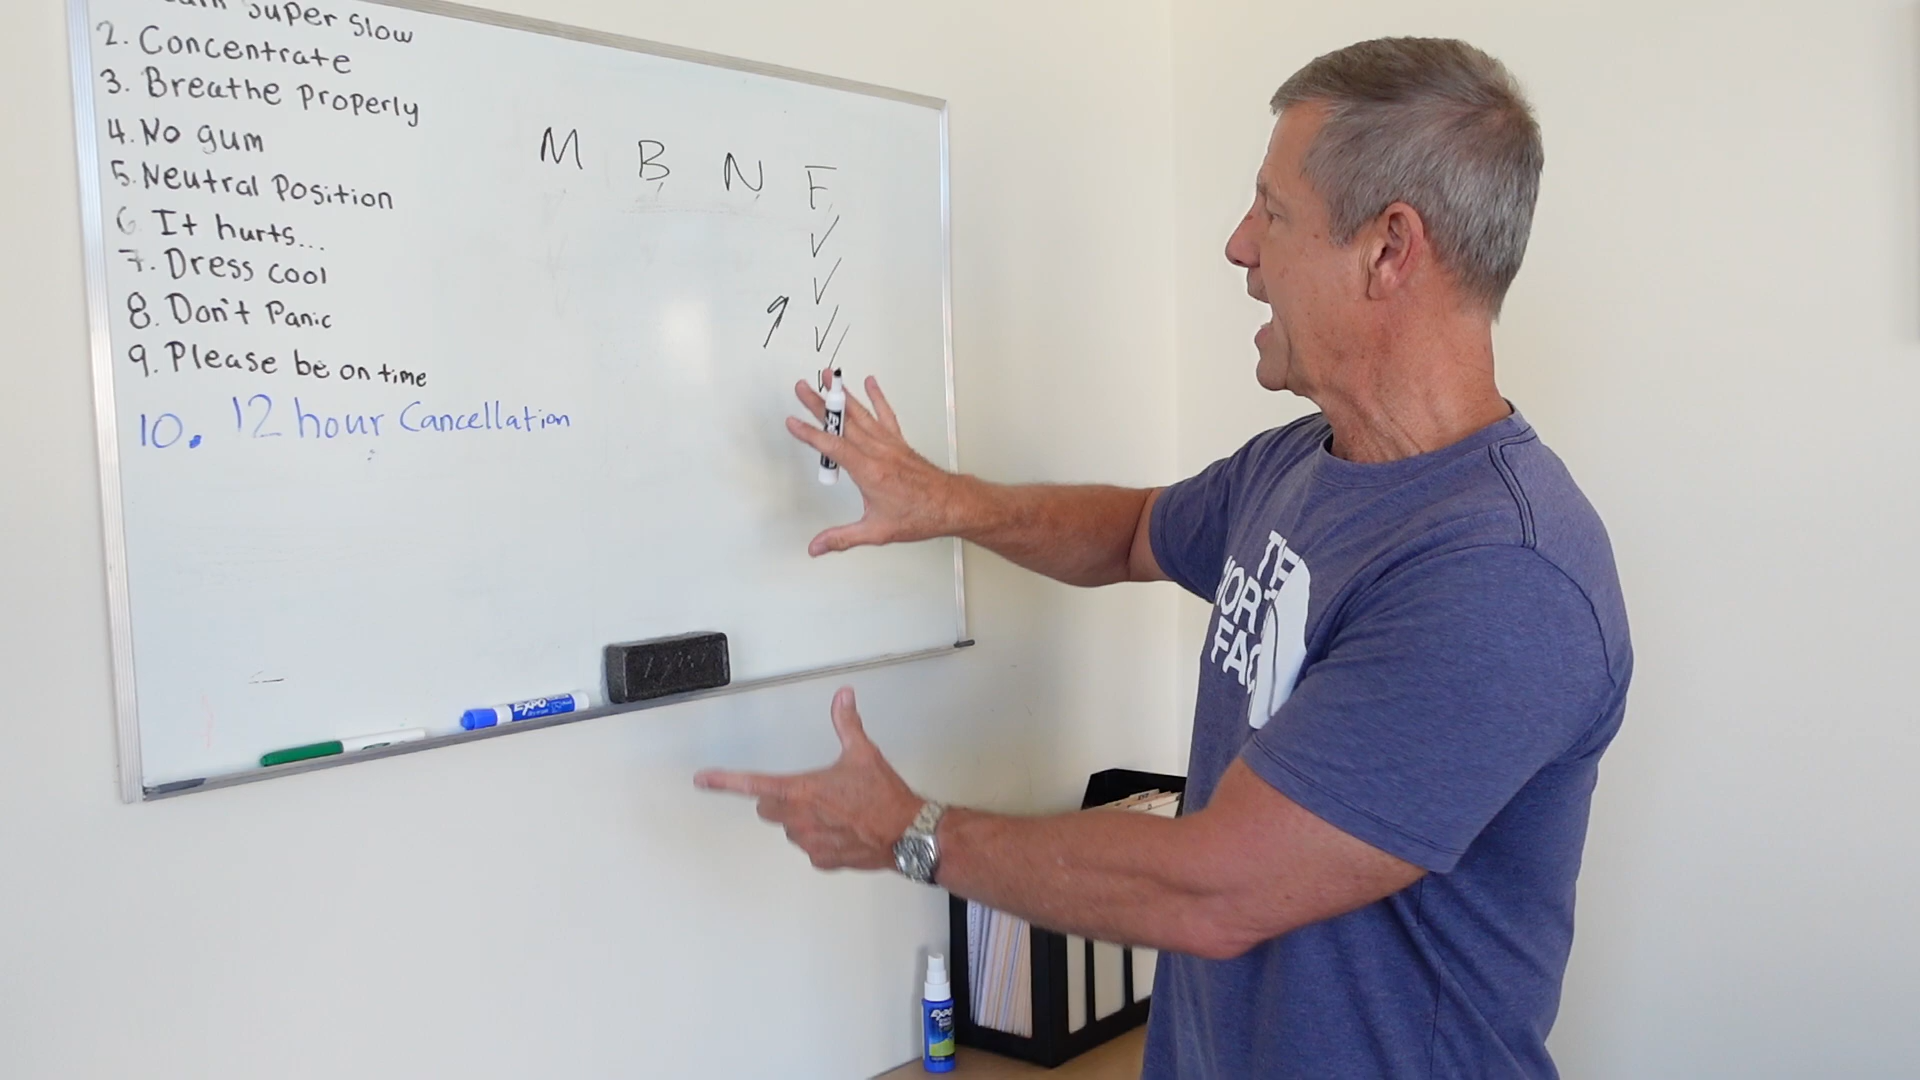 Super Slow
2. Concentrate
3. Breathe Properly
4. No gum
5. Neutral Position
6 It hurts...
7. Dress cool
8. Don't Panic
9. Please be on time
10. 12 hour Cancellation
M B N F
9
EXPO
THE
NORTH
FACE
EXPO